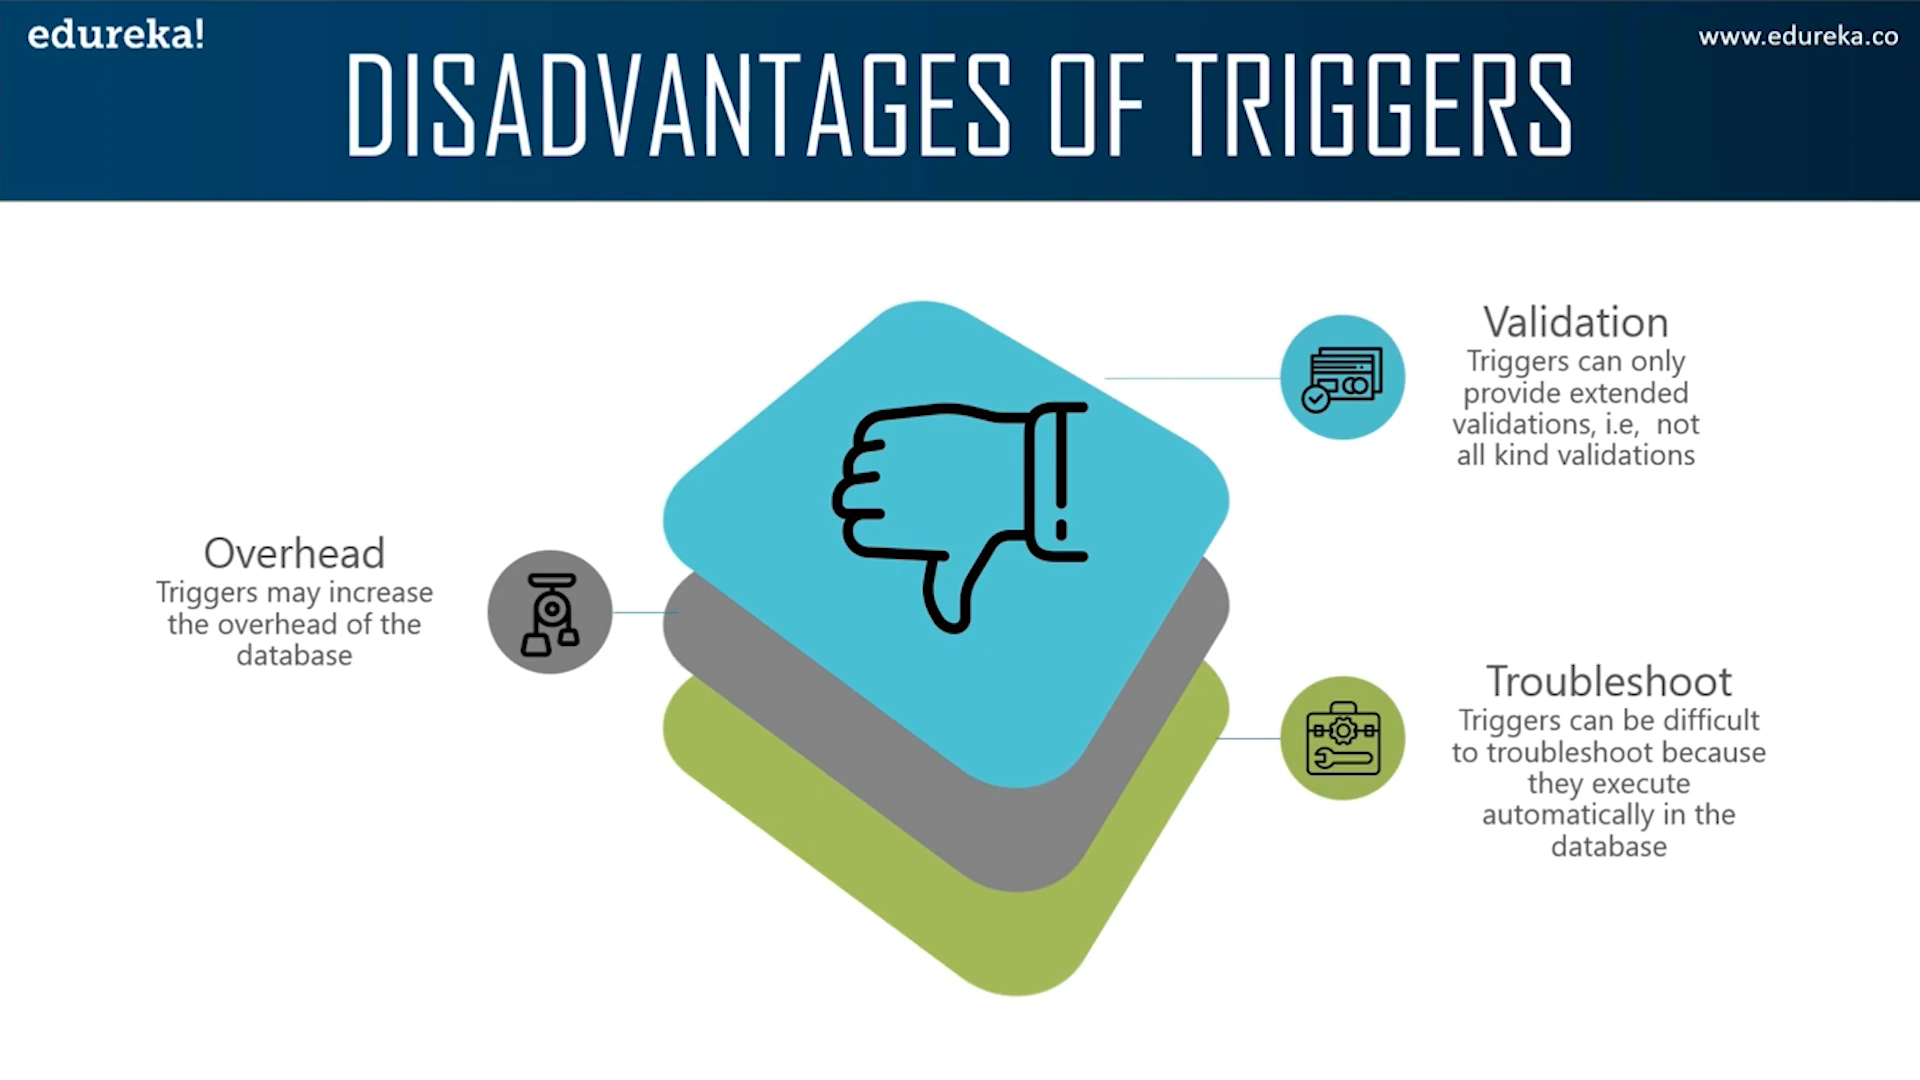 edureka!
www.edureka.co
DISADVANTAGES OF TRIGGERS
Validation
Triggers can only
provide extended
validations, i.e,  not
all kind validations
Overhead
Triggers may increase
the overhead of the
database
Troubleshoot
Triggers can be difficult
to troubleshoot because
they execute
automatically in the
database